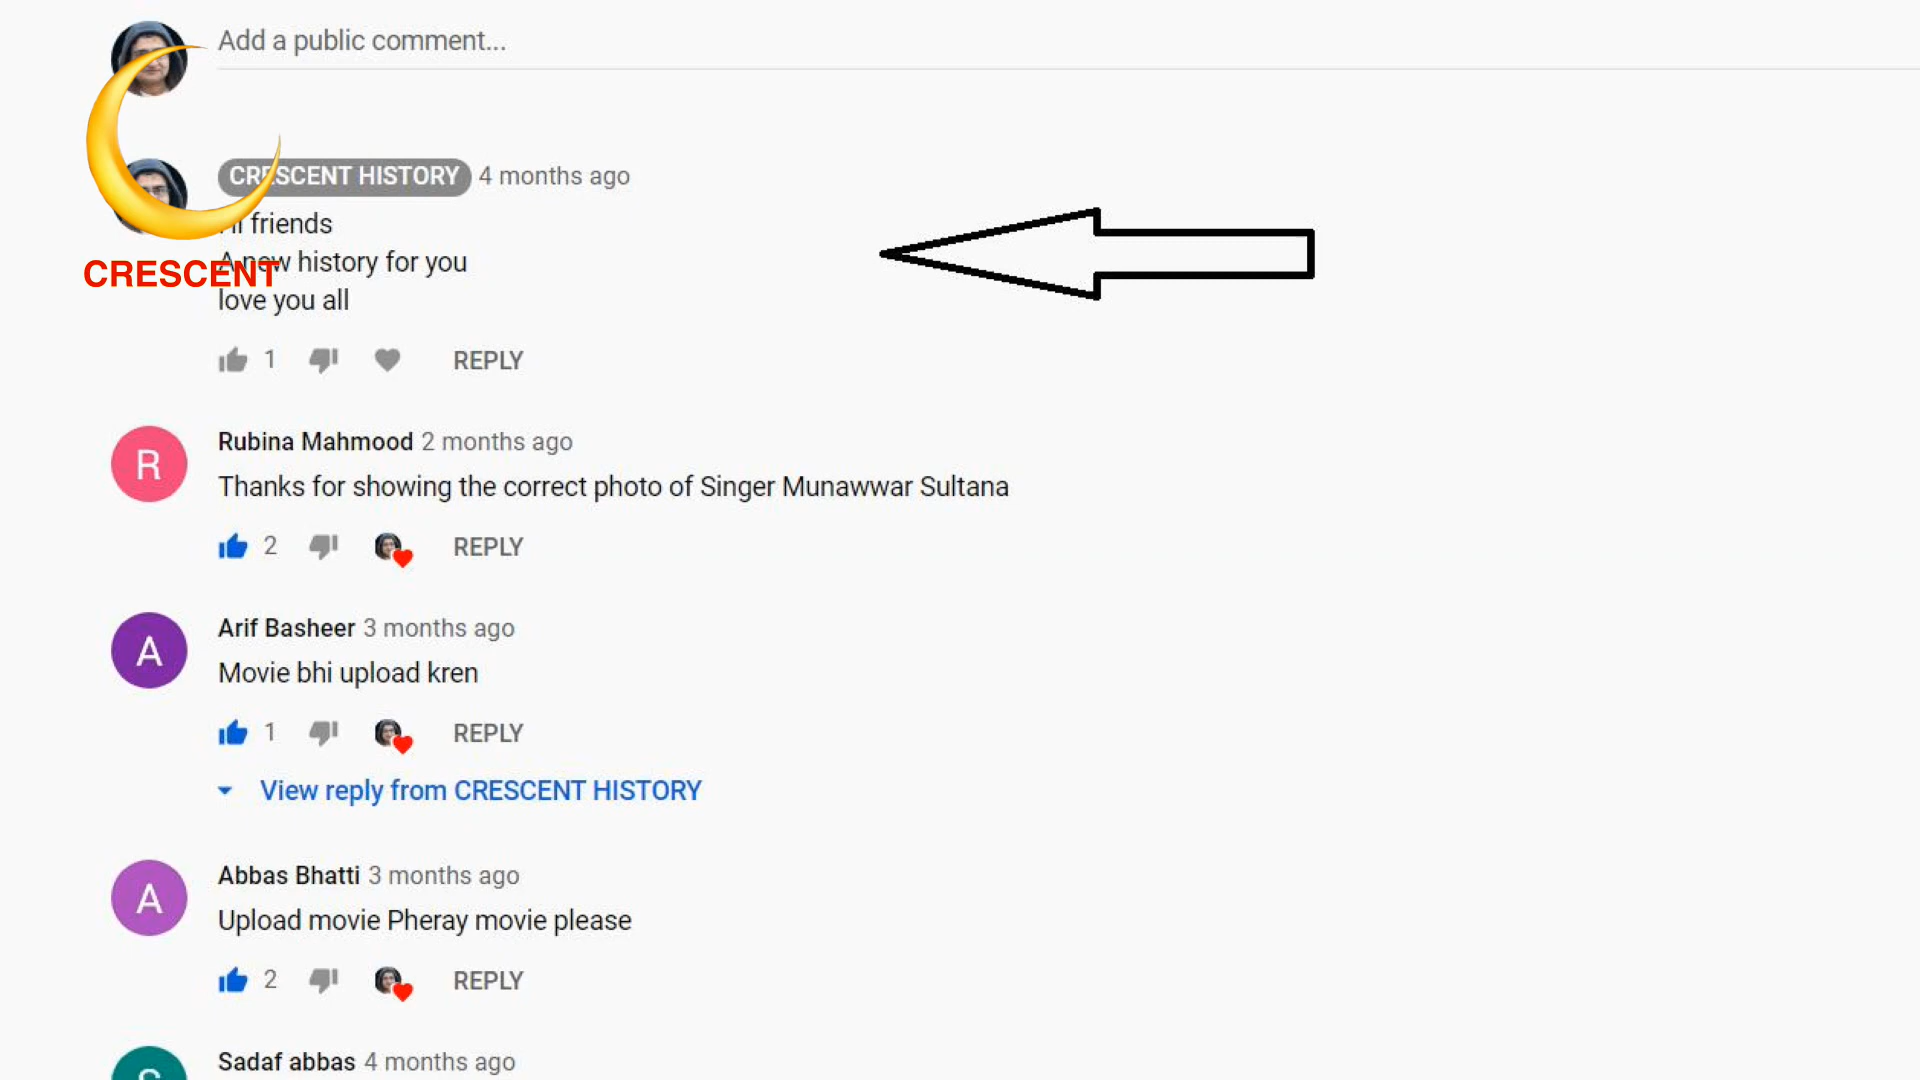 Add a public comment...
CRESCENT HISTORY 4 months ago
Hi friends
A new history for you
CRESCENT
love you all
1 REPLY
R
Rubina Mahmood 2 months ago
Thanks for showing the correct photo of Singer Munawwar Sultana
2 REPLY
A
Arif Basheer 3 months ago
Movie bhi upload kren
1 REPLY
View reply from CRESCENT HISTORY
A
Abbas Bhatti 3 months ago
Upload movie Pheray movie please
2 REPLY
S
Sadaf abbas 4 months ago